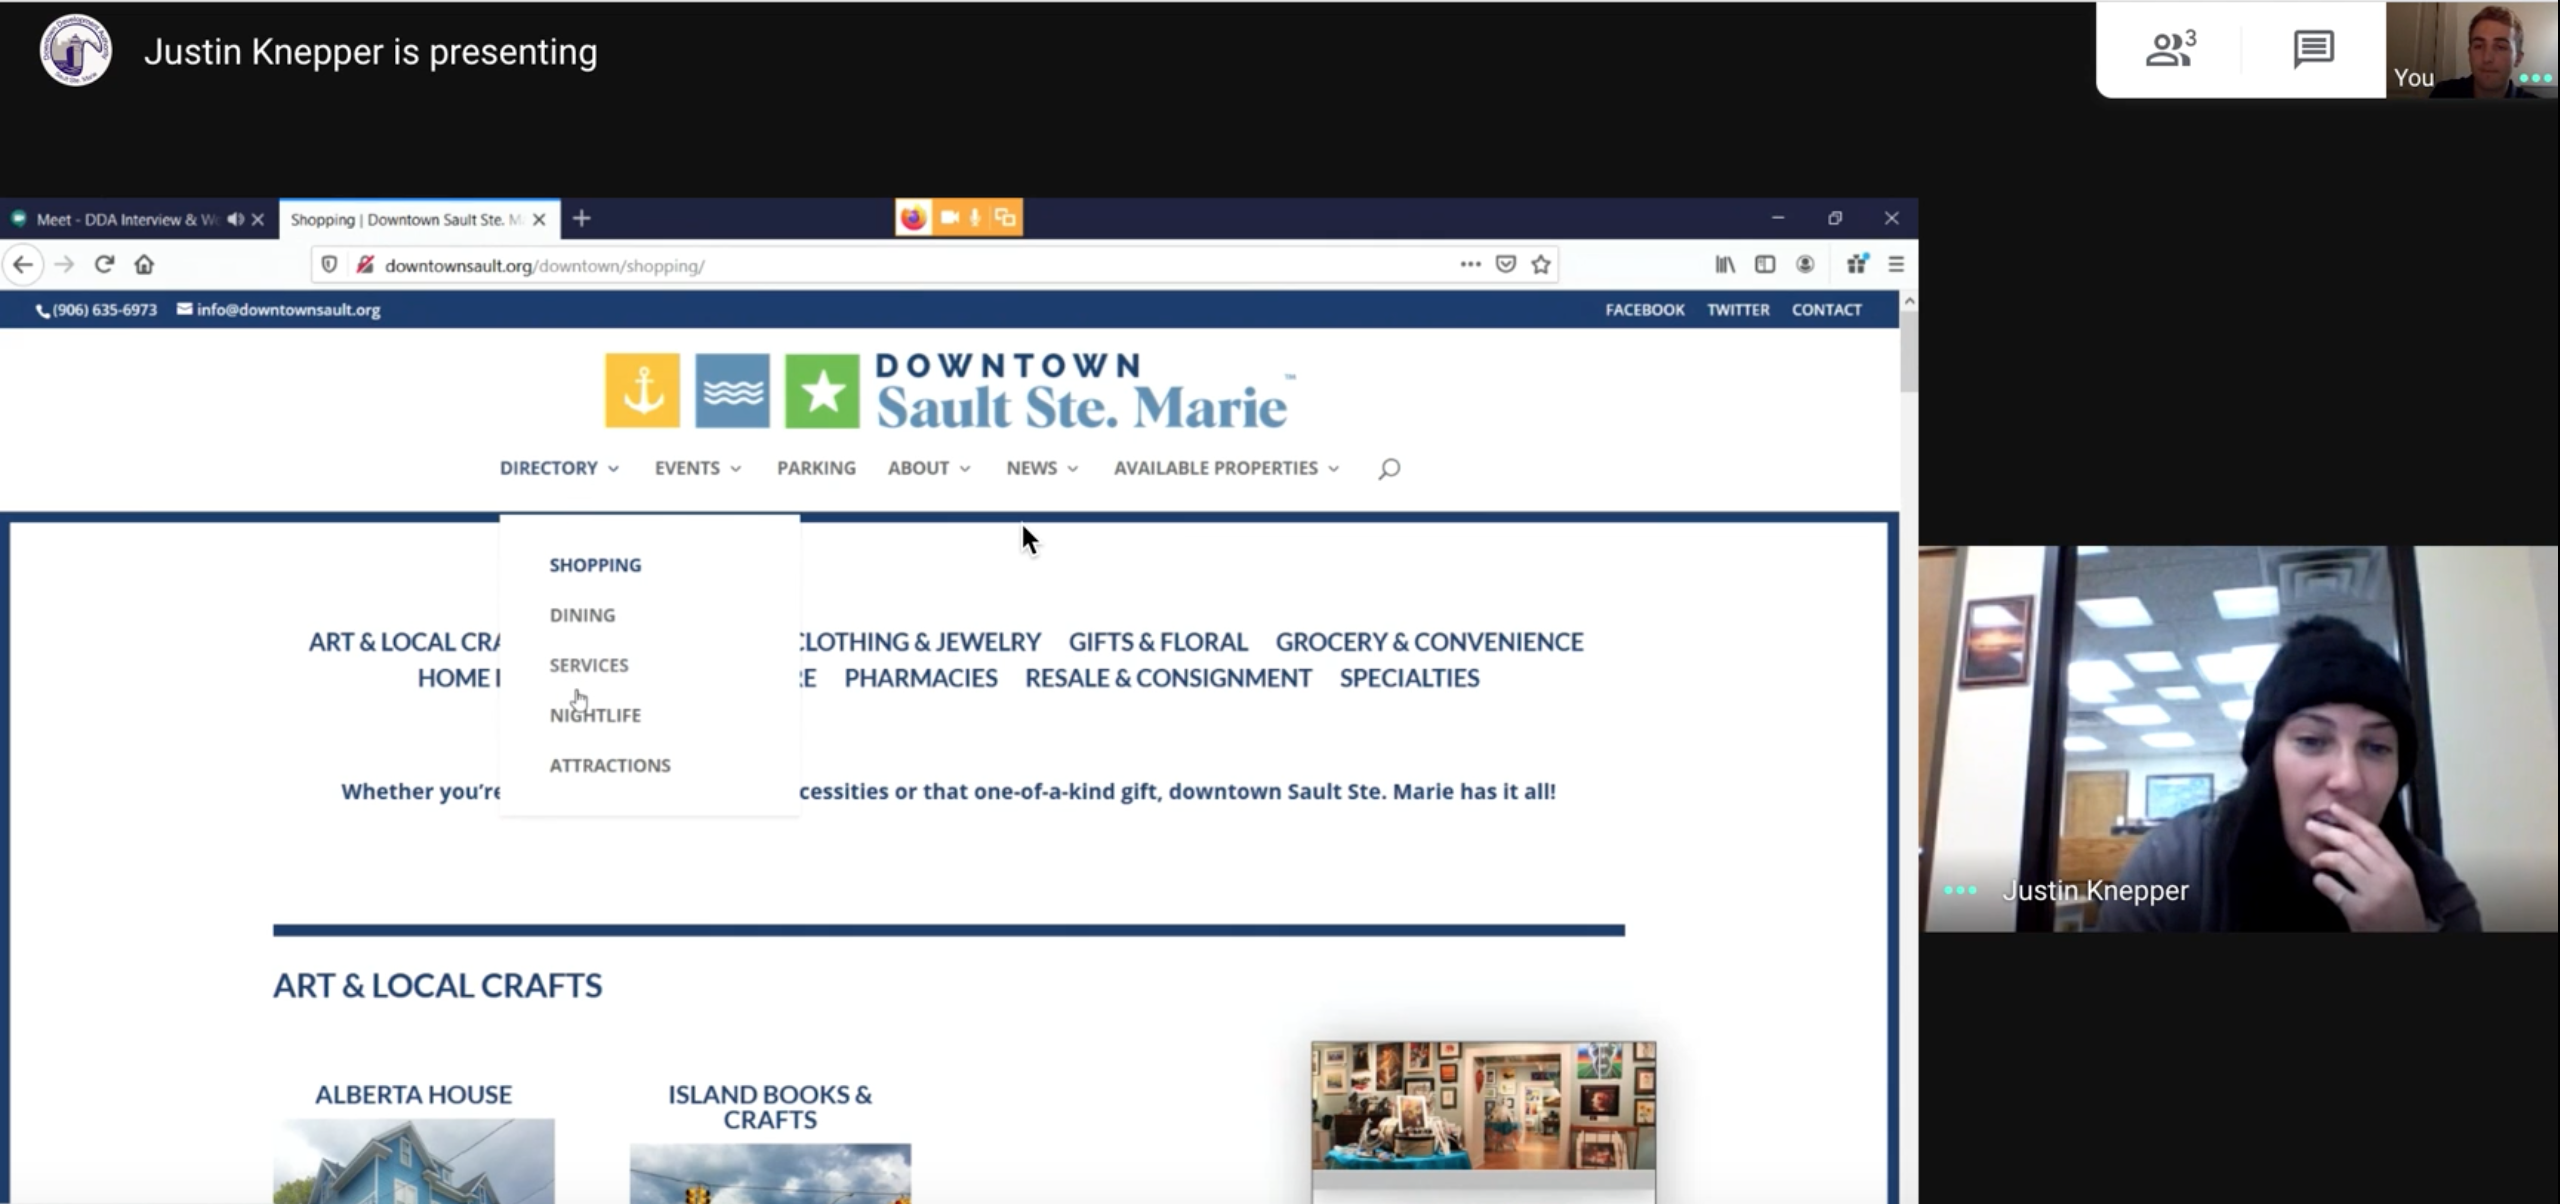 Justin Knepper is presenting
3
You
Meet - DDA Interview & Wo
Shopping | Downtown Sault Ste. M
downtownsault.org/downtown/shopping/
(906) 635-6973 info@downtownsault.org
FACEBOOK TWITTER CONTACT
DOWNTOWN
Sault Ste. Marie™
DIRECTORY EVENTS PARKING ABOUT NEWS AVAILABLE PROPERTIES
SHOPPING
DINING
SERVICES
NIGHTLIFE
ATTRACTIONS
ART & LOCAL CRA CLOTHING & JEWELRY GIFTS & FLORAL GROCERY & CONVENIENCE
HOME RE PHARMACIES RESALE & CONSIGNMENT SPECIALTIES
Whether you're cessities or that one-of-a-kind gift, downtown Sault Ste. Marie has it all!
Justin Knepper
ART & LOCAL CRAFTS
ALBERTA HOUSE
ISLAND BOOKS &
CRAFTS